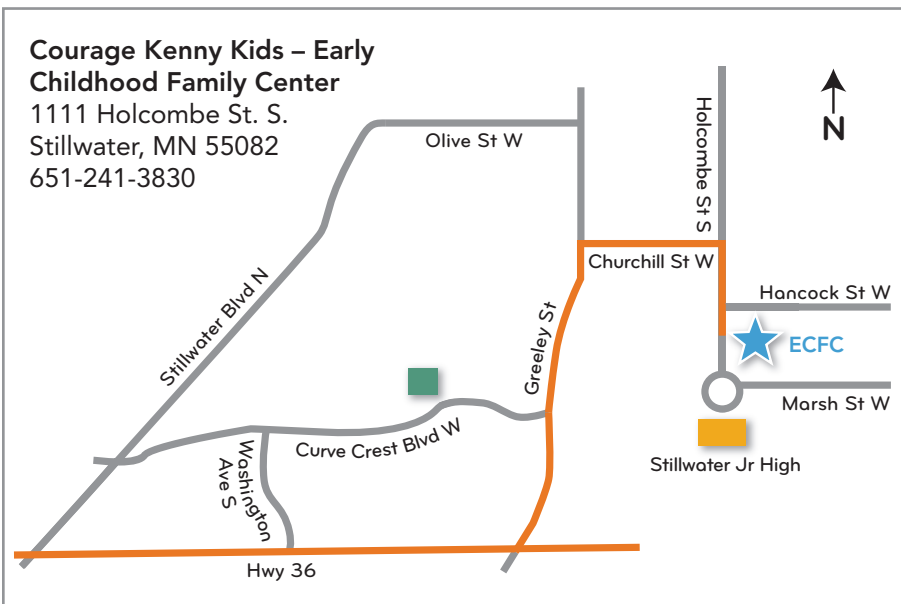 Courage Kenny Kids – Early
Childhood Family Center
1111 Holcombe St. S.
Stillwater, MN 55082
651-241-3830
Olive St W
Holcombe St S
N
Churchill St W
Hancock St W
Stillwater Blvd N
Greeley St
ECFC
Marsh St W
Curve Crest Blvd W
Washington
Ave S
Stillwater Jr High
Hwy 36